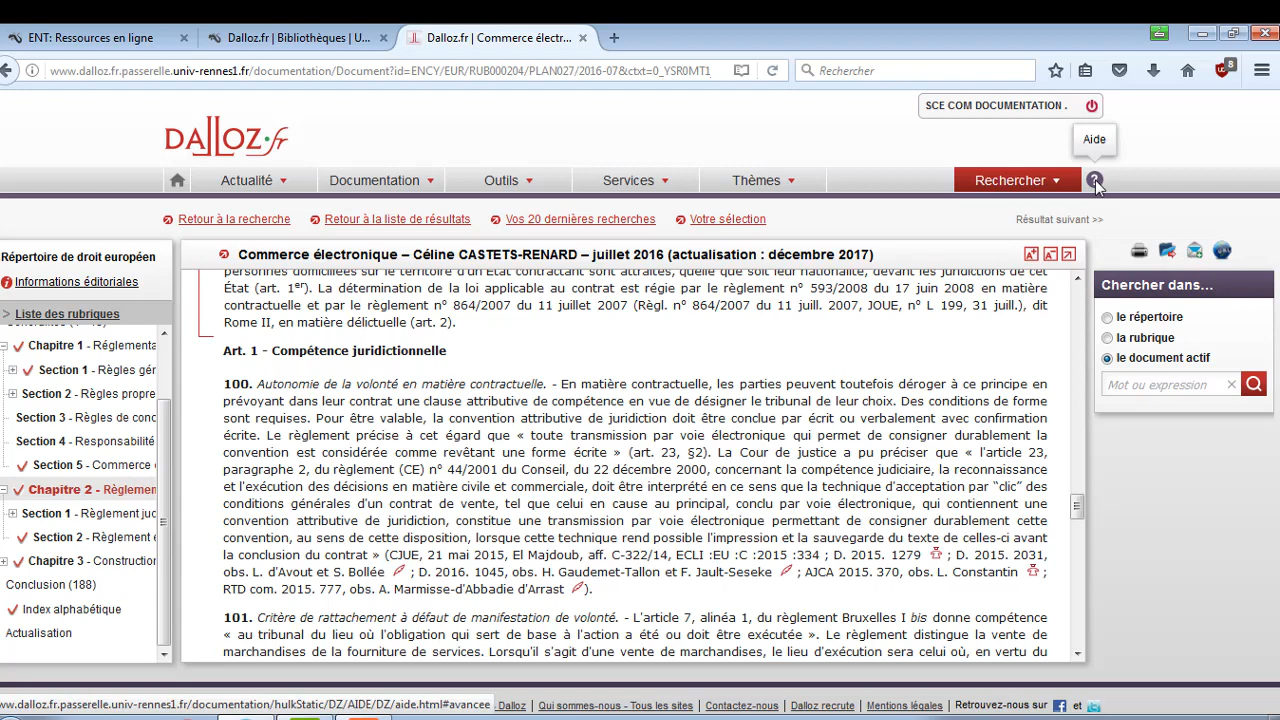 ENT: Ressources en ligne
Dalloz.fr | Bibliothèques | U...
Dalloz.fr | Commerce électr...
www.dalloz.fr.passerelle.univ-rennes1.fr/documentation/Document?id=ENCY/EUR/RUB000204/PLAN027/2016-07&ctxt=0_YSR0MT1
Rechercher
8
SCE COM DOCUMENTATION .
DALLOZ.fr
Aide
Actualité
Documentation
Outils
Services
Thèmes
Rechercher
?
Retour à la recherche
Retour à la liste de résultats
Vos 20 dernières recherches
Votre sélection
Résultat suivant >>
Répertoire de droit européen
Informations éditoriales
> Liste des rubriques
Chapitre 1 - Réglementa
Section 1 - Règles gér
Section 2 - Règles propre
Section 3 - Règles de conc
Section 4 - Responsabilité
Section 5 - Commerce
Chapitre 2 - Règlemen
Section 1 - Règlement juc
Section 2 - Règlement
Chapitre 3 - Construction
Conclusion (188)
Index alphabétique
Actualisation
Commerce électronique – Céline CASTETS-RENARD – juillet 2016 (actualisation : décembre 2017)
personnes domiciliées sur le territoire d'un État contractant sont attraites, quelle que soit leur nationalité, devant les juridictions de cet
État (art. 1er). La détermination de la loi applicable au contrat est régie par le règlement n° 593/2008 du 17 juin 2008 en matière
contractuelle et par le règlement n° 864/2007 du 11 juillet 2007 (Règl. n° 864/2007 du 11 juill. 2007, JOUE, n° L 199, 31 juill.), dit
Rome II, en matière délictuelle (art. 2).
Art. 1 - Compétence juridictionnelle
100. Autonomie de la volonté en matière contractuelle. - En matière contractuelle, les parties peuvent toutefois déroger à ce principe en
prévoyant dans leur contrat une clause attributive de compétence en vue de désigner le tribunal de leur choix. Des conditions de forme
sont requises. Pour être valable, la convention attributive de juridiction doit être conclue par écrit ou verbalement avec confirmation
écrite. Le règlement précise à cet égard que « toute transmission par voie électronique qui permet de consigner durablement la
convention est considérée comme revêtant une forme écrite » (art. 23, §2). La Cour de justice a pu préciser que « l'article 23,
paragraphe 2, du règlement (CE) n° 44/2001 du Conseil, du 22 décembre 2000, concernant la compétence judiciaire, la reconnaissance
et l'exécution des décisions en matière civile et commerciale, doit être interprété en ce sens que la technique d'acceptation par “clic” des
conditions générales d'un contrat de vente, tel que celui en cause au principal, conclu par voie électronique, qui contiennent une
convention attributive de juridiction, constitue une transmission par voie électronique permettant de consigner durablement cette
convention, au sens de cette disposition, lorsque cette technique rend possible l'impression et la sauvegarde du texte de celles-ci avant
la conclusion du contrat » (CJUE, 21 mai 2015, El Majdoub, aff. C-322/14, ECLI :EU :C :2015 :334 ; D. 2015. 1279 ; D. 2015. 2031,
obs. L. d'Avout et S. Bollée ; D. 2016. 1045, obs. H. Gaudemet-Tallon et F. Jault-Seseke ; AJCA 2015. 370, obs. L. Constantin ;
RTD com. 2015. 777, obs. A. Marmisse-d'Abbadie d'Arrast ).
101. Critère de rattachement à défaut de manifestation de volonté. - L'article 7, alinéa 1, du règlement Bruxelles I bis donne compétence
« au tribunal du lieu où l'obligation qui sert de base à l'action a été ou doit être exécutée ». Le règlement distingue la vente de
marchandises de la fourniture de services. Lorsqu'il s'agit d'une vente de marchandises, le lieu d'exécution sera celui où, en vertu du
Chercher dans...
le répertoire
la rubrique
le document actif
Mot ou expression
www.dalloz.fr.passerelle.univ-rennes1.fr/documentation/hulkStatic/DZ/AIDE/DZ/aide.html#avancee
Dalloz
Qui sommes-nous - Tous les sites
Contactez-nous
Dalloz recrute
Mentions légales
Retrouvez-nous sur f et